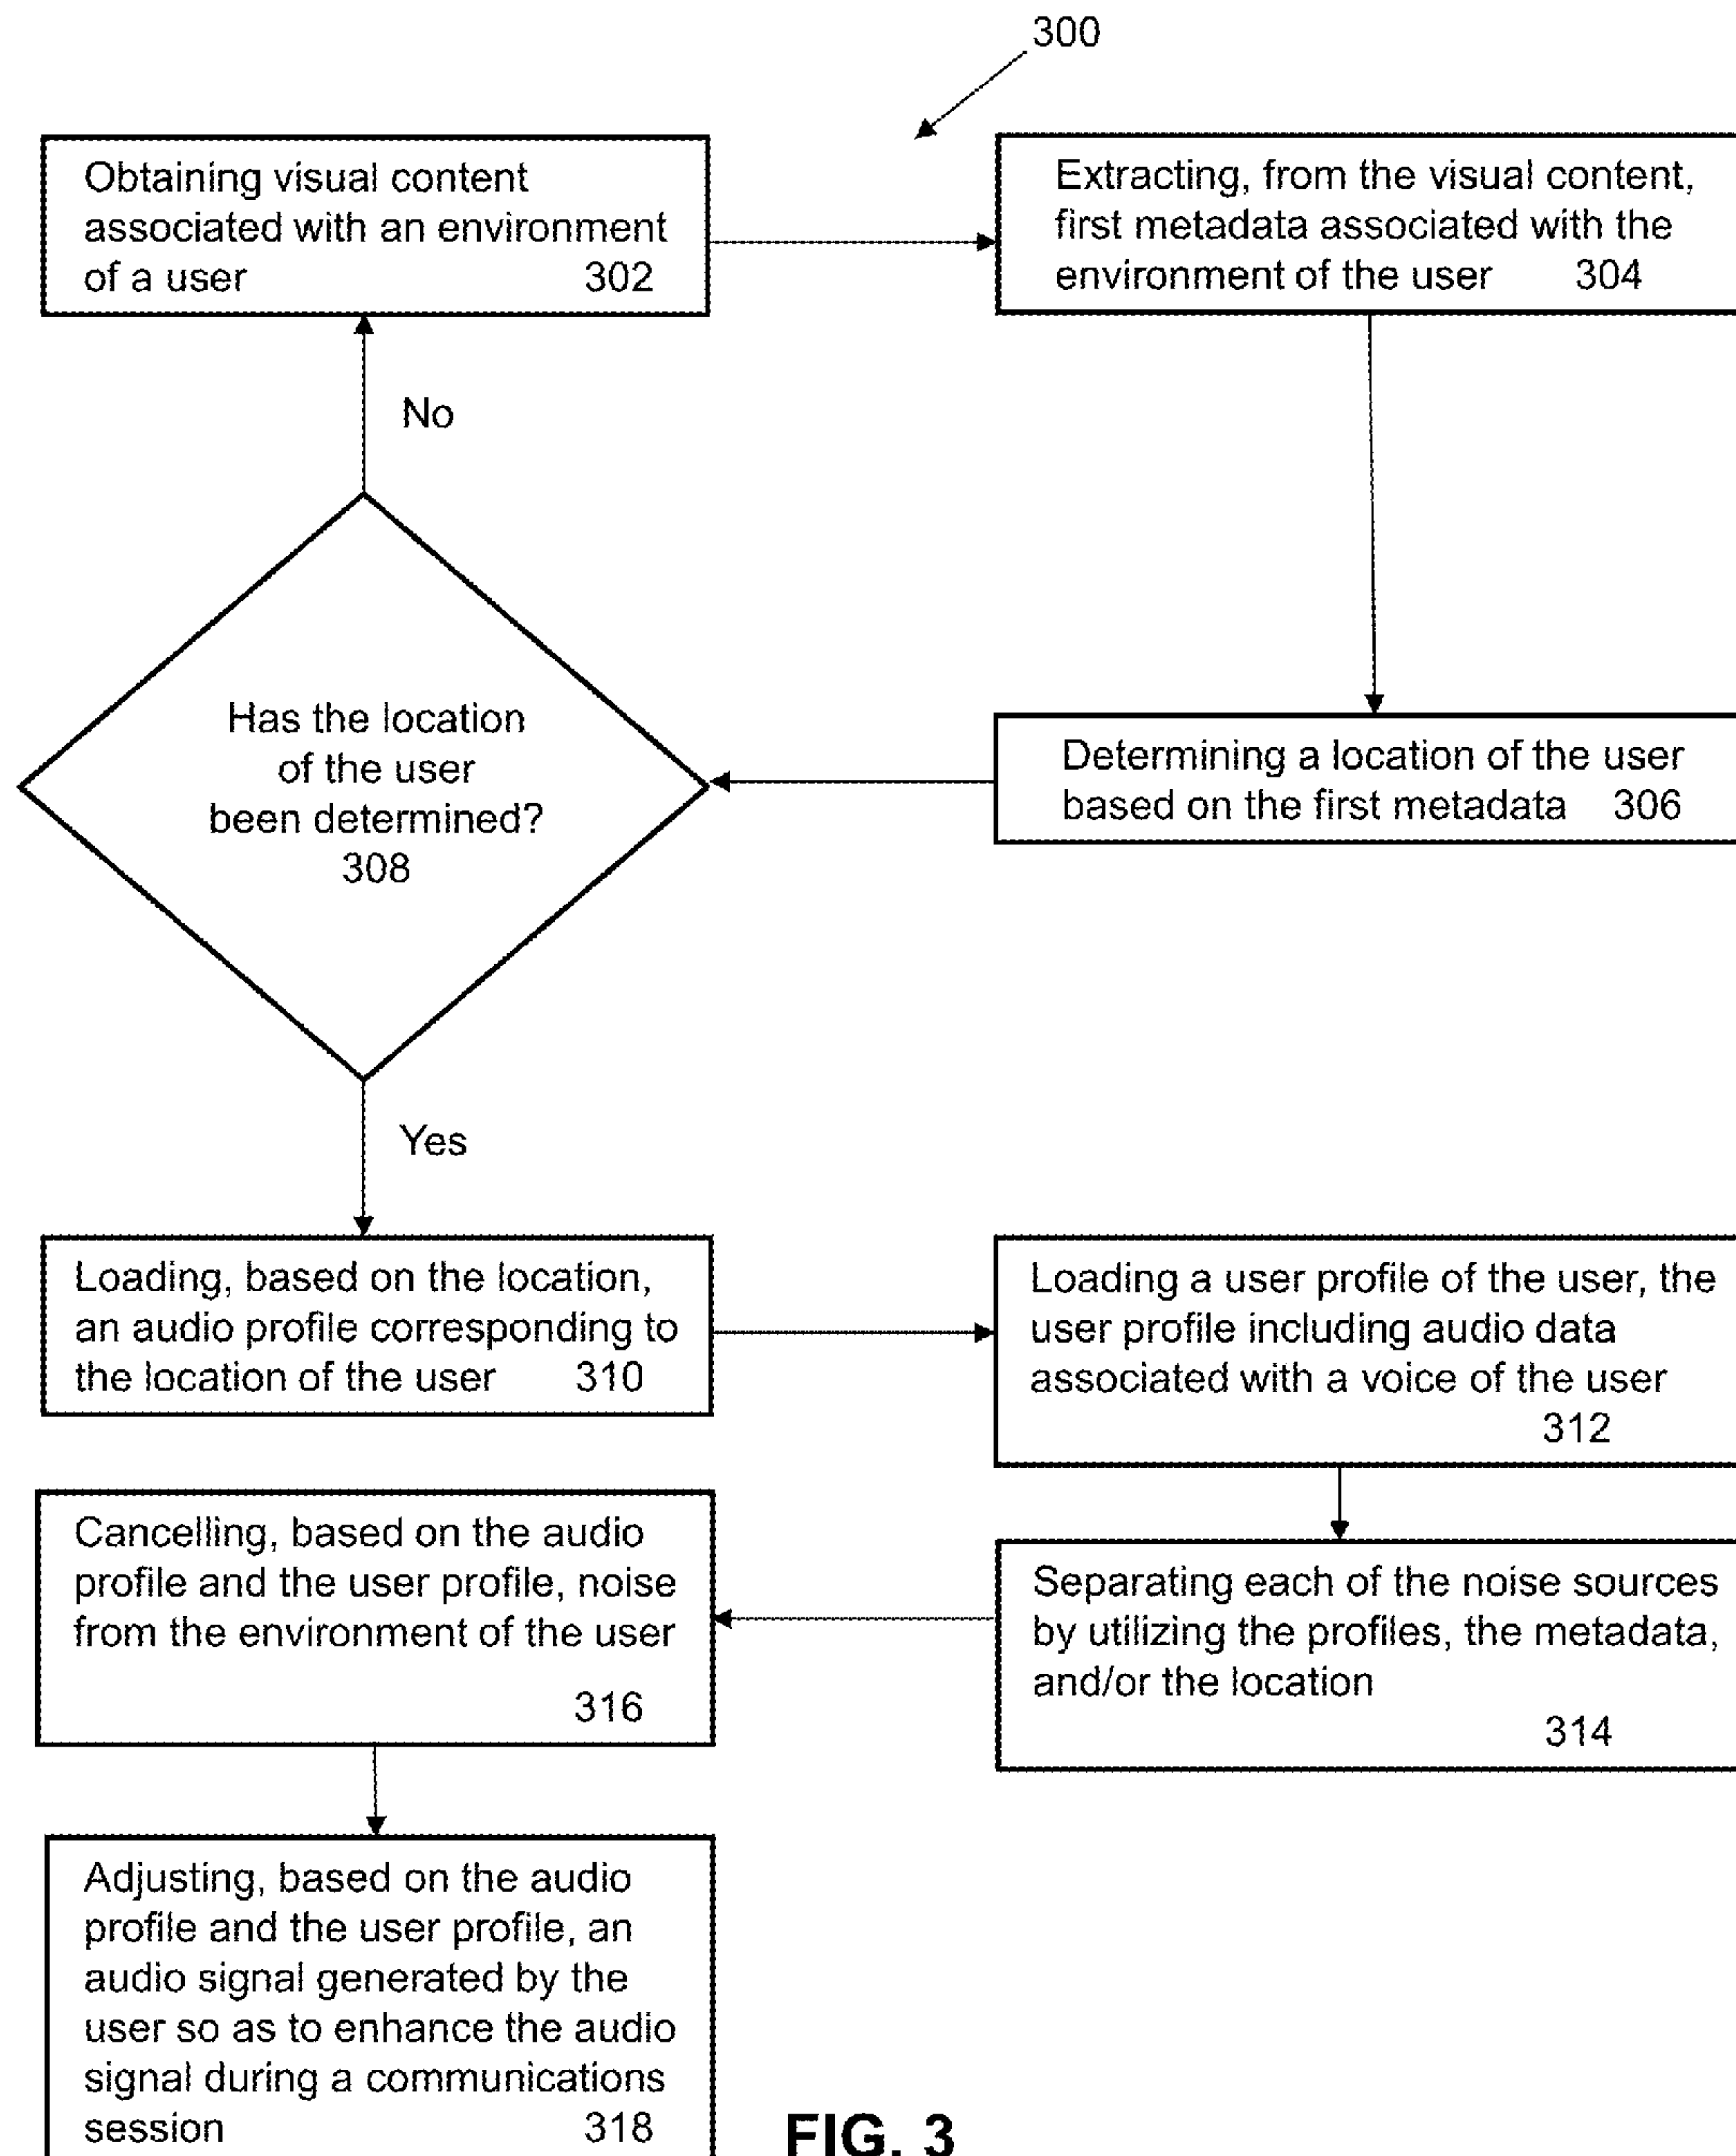 300
Obtaining visual content
associated with an environment
of a user 302
Extracting, from the visual content,
first metadata associated with the
environment of the user 304
No
Has the location
of the user
been determined?
308
Determining a location of the user
based on the first metadata 306
Yes
Loading, based on the location,
an audio profile corresponding to
the location of the user 310
Loading a user profile of the user, the
user profile including audio data
associated with a voice of the user
312
Cancelling, based on the audio
profile and the user profile, noise
from the environment of the user
316
Separating each of the noise sources
by utilizing the profiles, the metadata,
and/or the location
314
Adjusting, based on the audio
profile and the user profile, an
audio signal generated by the
user so as to enhance the audio
signal during a communications
session 318
FIG. 3